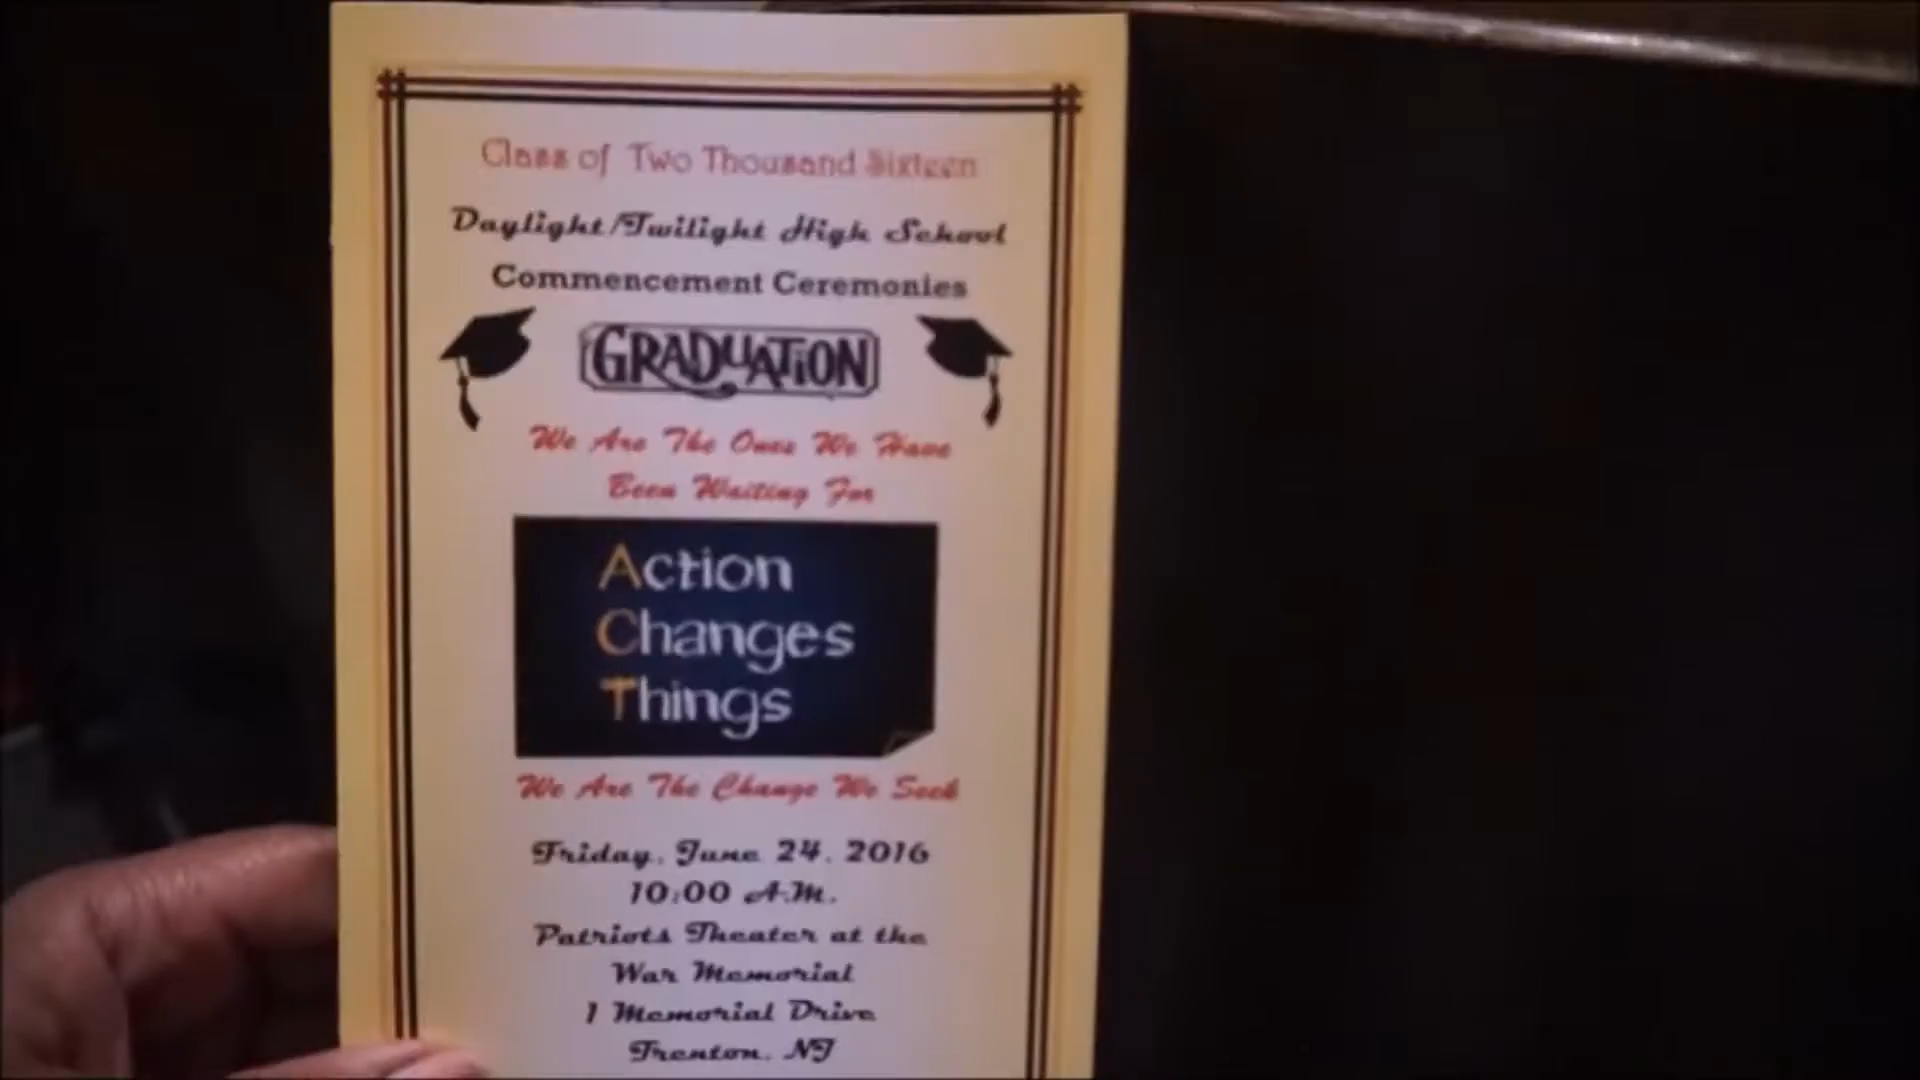 Class of Two Thousand Sixteen
Daylight/Twilight High School
Commencement Ceremonies
GRADUATION
We Are The Ones We Have
Been Waiting For
Action
Changes
Things
We Are The Change We Seek
Friday, June 24, 2016
10:00 A.M.
Patriots Theater at the
War Memorial
1 Memorial Drive
Trenton, NJ